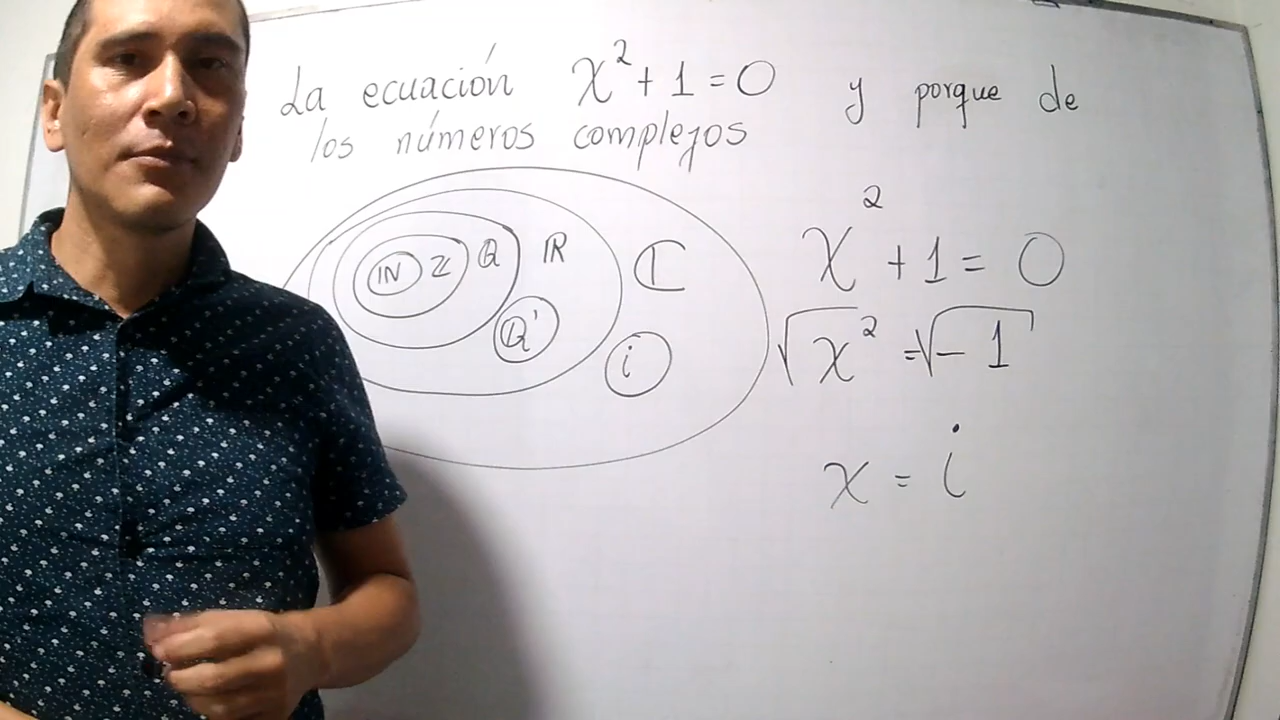 La ecuación x² + 1 = 0 y porque de
los números complejos
IN Z Q IR ℂ
Q' i
x² + 1 = 0
√x² = √-1
x = i